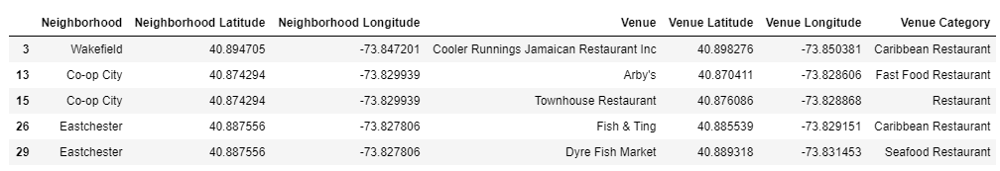 Neighborhood Neighborhood Latitude Neighborhood Longitude Venue Venue Latitude Venue Longitude Venue Category
3 Wakefield 40.894705 -73.847201 Cooler Runnings Jamaican Restaurant Inc 40.898276 -73.850381 Caribbean Restaurant
13 Co-op City 40.874294 -73.829939 Arby's 40.870411 -73.828606 Fast Food Restaurant
15 Co-op City 40.874294 -73.829939 Townhouse Restaurant 40.876086 -73.828868 Restaurant
26 Eastchester 40.887556 -73.827806 Fish & Ting 40.885539 -73.829151 Caribbean Restaurant
29 Eastchester 40.887556 -73.827806 Dyre Fish Market 40.889318 -73.831453 Seafood Restaurant